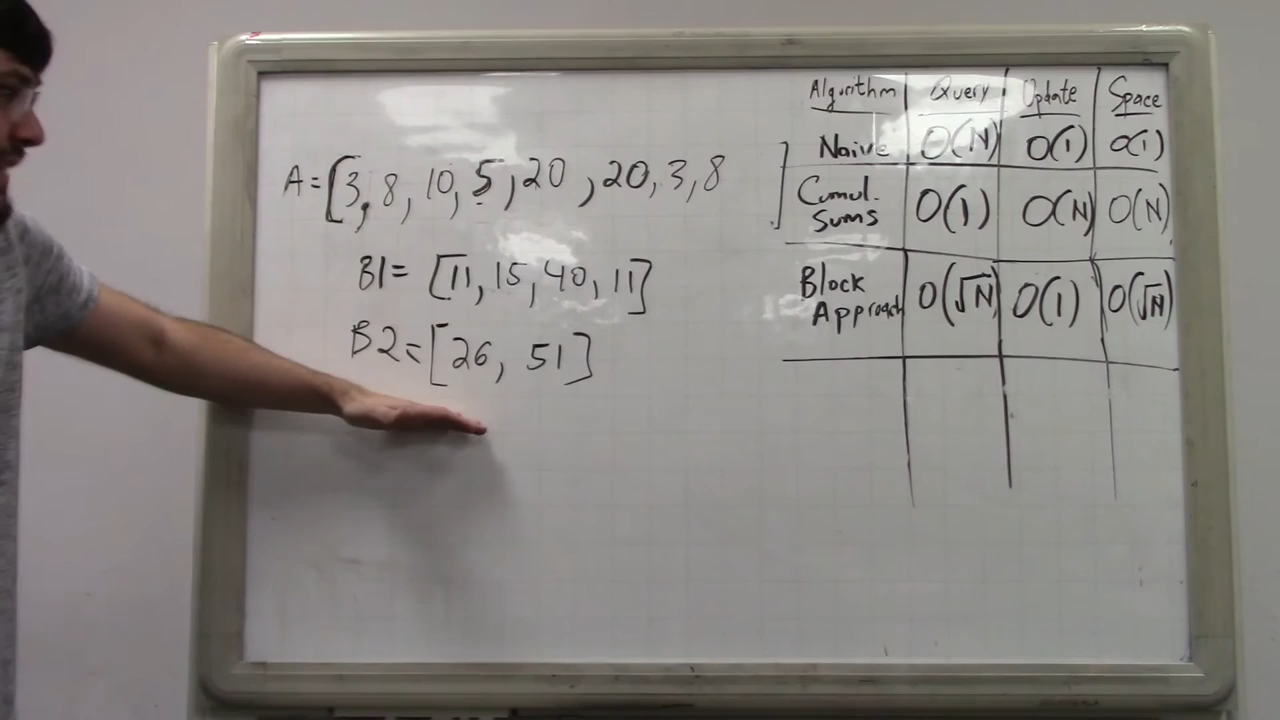 A=[3, 8, 10, 5, 20, 20, 3, 8
B1= [11, 15, 40, 11]
B2=[26, 51]
Algorithm Query Update Space
Naive O(N) O(1) O(1)
Cumul. Sums O(1) O(N) O(N)
Block Approach O(√N) O(1) O(√N)